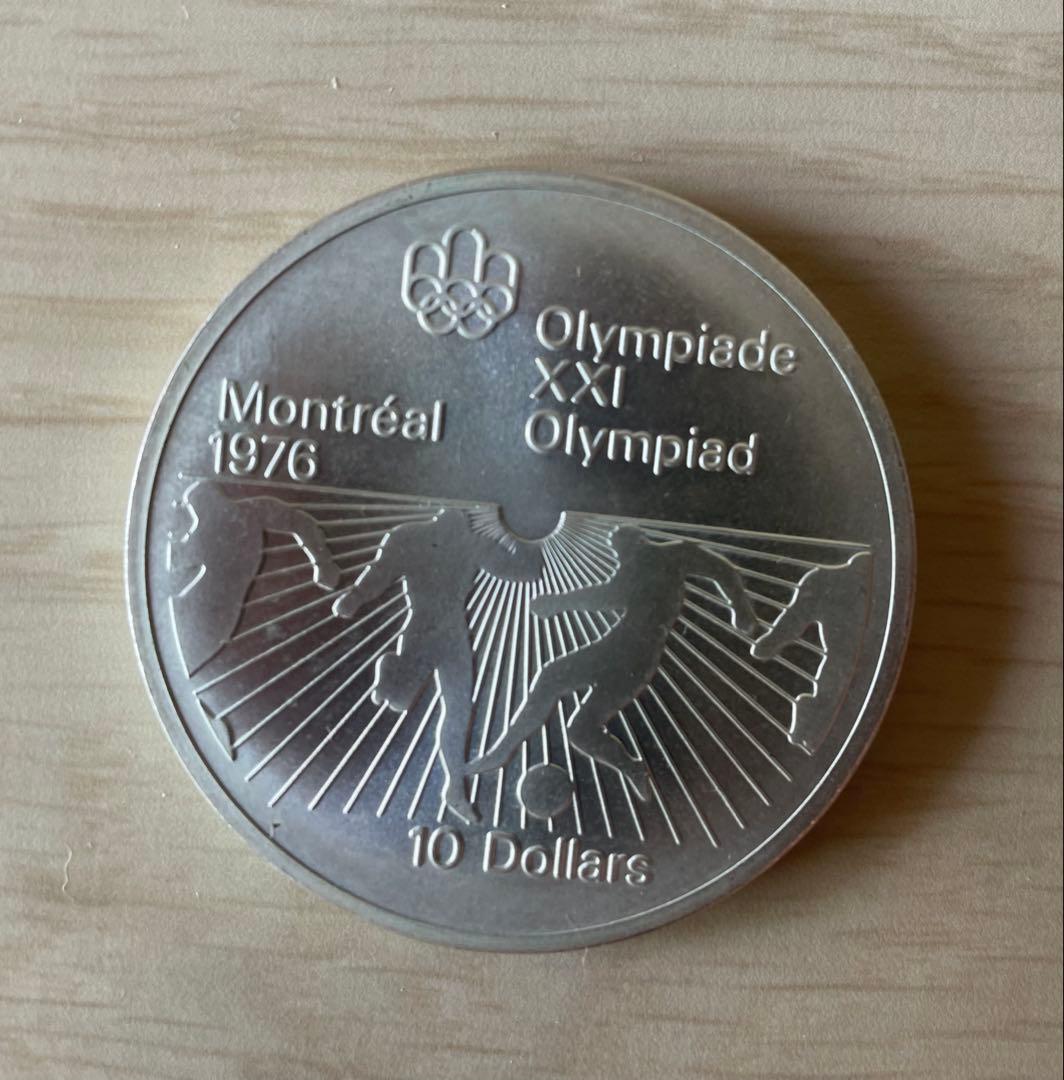 Olympiade
XXI
Olympiad
Montréal
1976
10 Dollars